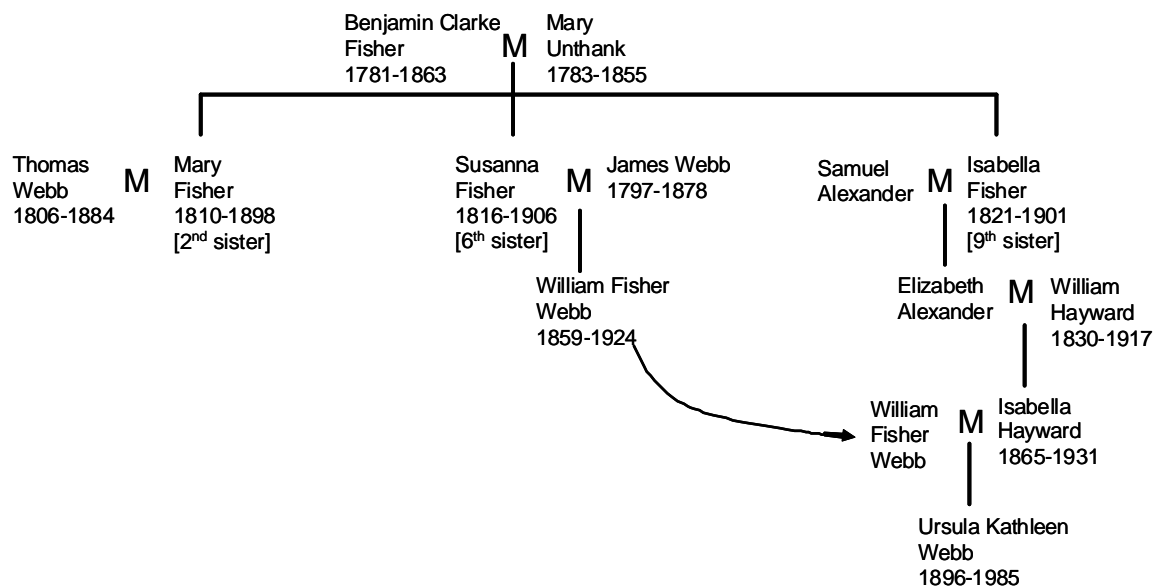 Benjamin Clarke
Fisher
1781-1863
M
Mary
Unthank
1783-1855
Thomas
Webb
1806-1884
M
Mary
Fisher
1810-1898
[2nd sister]
Susanna
Fisher
1816-1906
[6th sister]
M
James Webb
1797-1878
Samuel
Alexander
M
Isabella
Fisher
1821-1901
[9th sister]
William Fisher
Webb
1859-1924
Elizabeth
Alexander
M
William
Hayward
1830-1917
William
Fisher
Webb
M
Isabella
Hayward
1865-1931
Ursula Kathleen
Webb
1896-1985